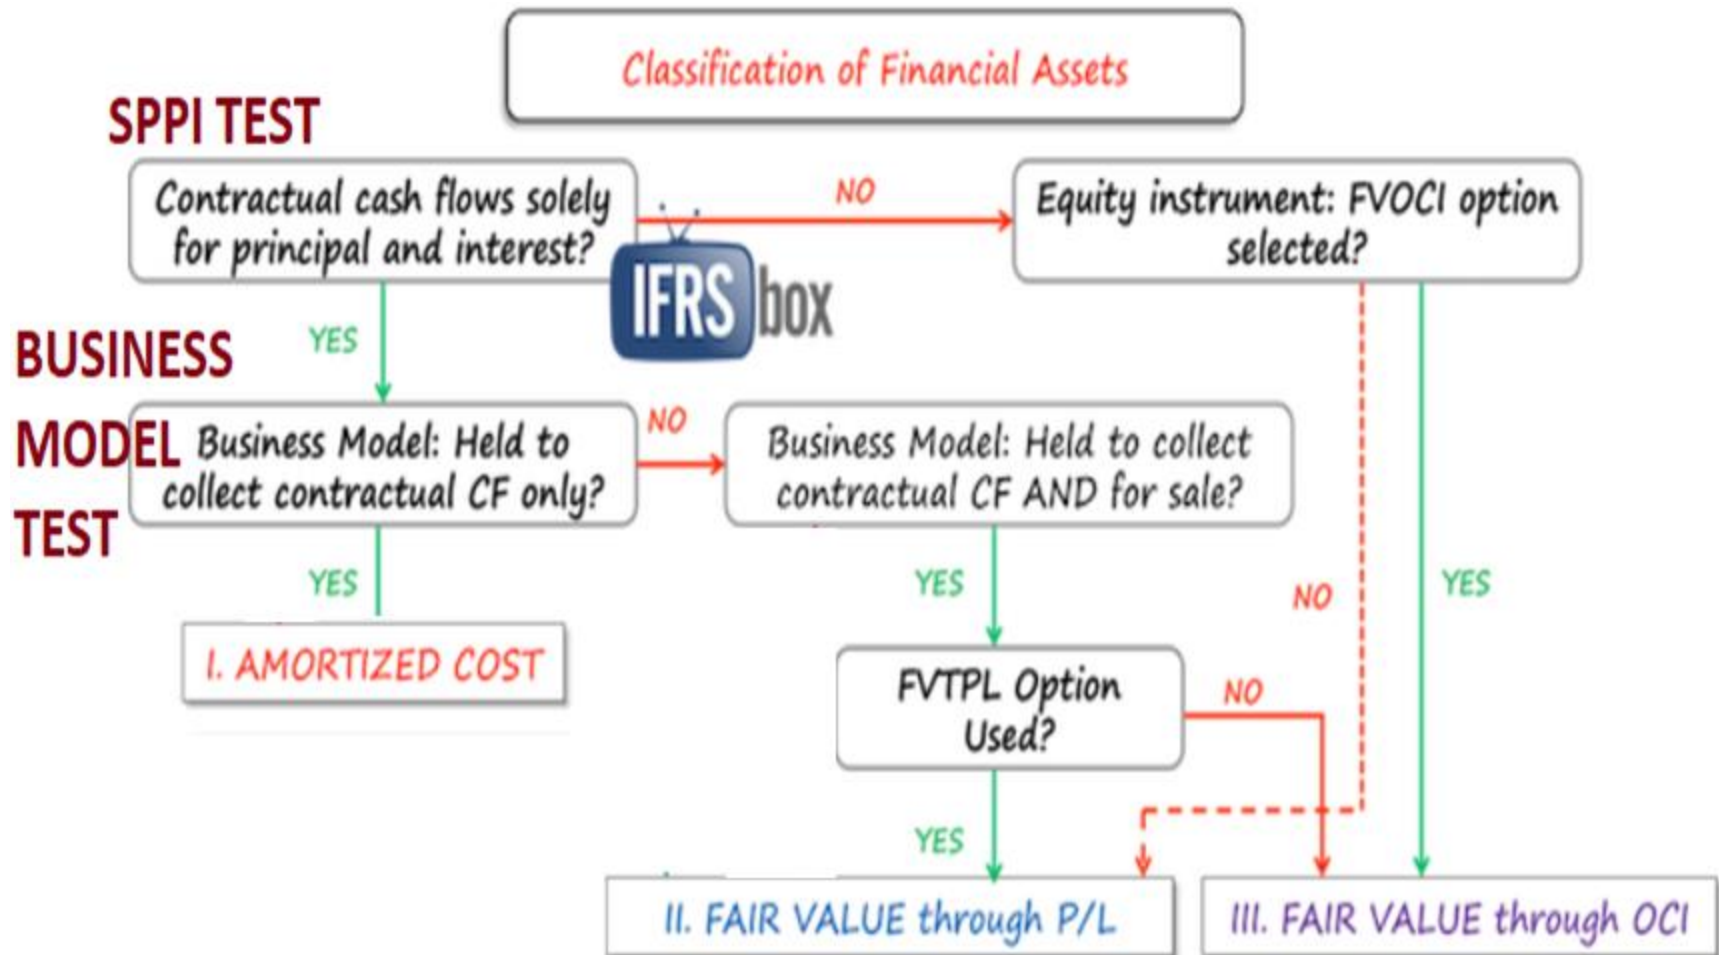 Classification of Financial Assets
SPPI TEST
Contractual cash flows solely
for principal and interest?
NO
Equity instrument: FVOCI option
selected?
IFRS box
YES
BUSINESS
MODEL
TEST
Business Model: Held to
collect contractual CF only?
NO
Business Model: Held to collect
contractual CF AND for sale?
YES
YES
NO
YES
I. AMORTIZED COST
FVTPL Option
Used?
NO
YES
II. FAIR VALUE through P/L
III. FAIR VALUE through OCI